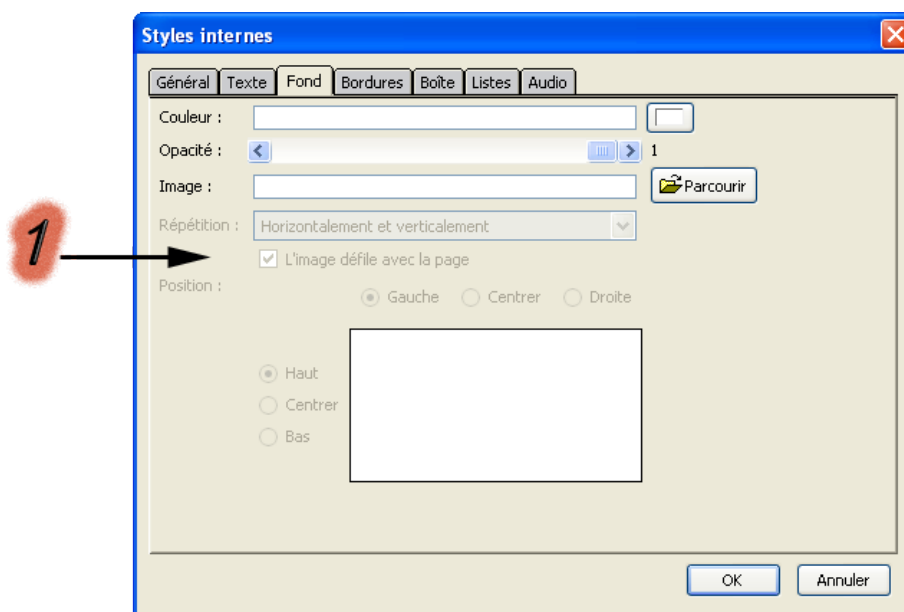 Styles internes
Général Texte Fond Bordures Boîte Listes Audio
Couleur :
Opacité : 1
Image : Parcourir
Répétition : Horizontalement et verticalement
1
L'image défile avec la page
Position :
Gauche Centrer Droite
Haut
Centrer
Bas
OK Annuler